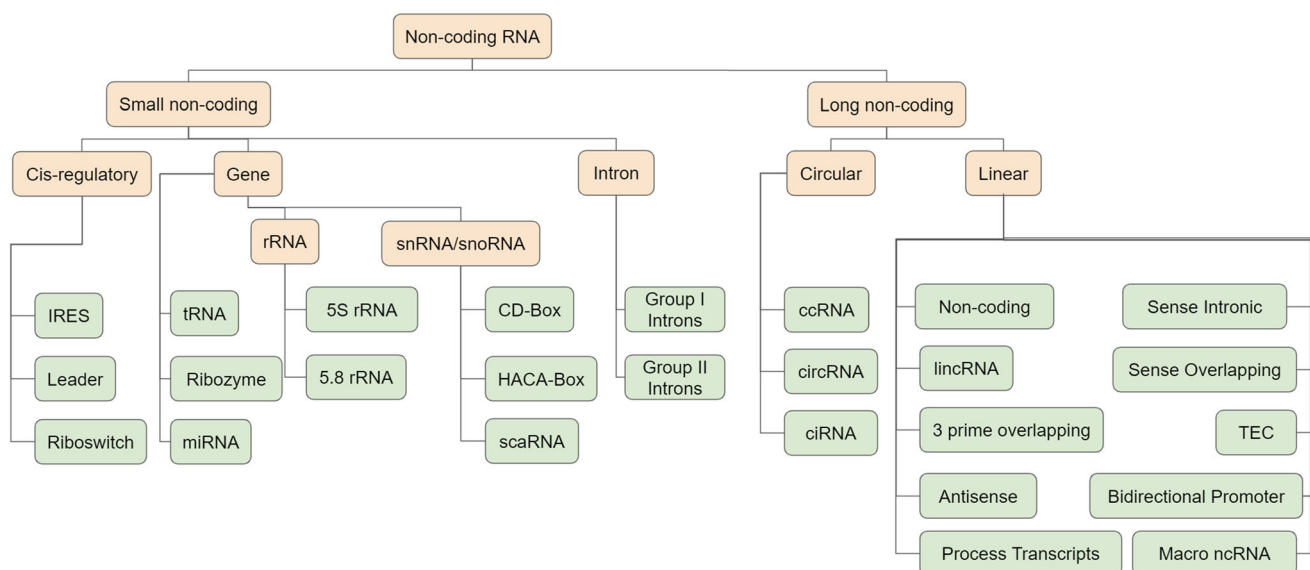 Non-coding RNA
Small non-coding
Long non-coding
Cis-regulatory
Gene
Intron
Circular
Linear
rRNA
snRNA/snoRNA
IRES
Leader
Riboswitch
tRNA
Ribozyme
miRNA
5S rRNA
5.8 rRNA
CD-Box
HACA-Box
scaRNA
Group I
Introns
Group II
Introns
ccRNA
circRNA
ciRNA
Non-coding
lincRNA
3 prime overlapping
Antisense
Process Transcripts
Sense Intronic
Sense Overlapping
TEC
Bidirectional Promoter
Macro ncRNA